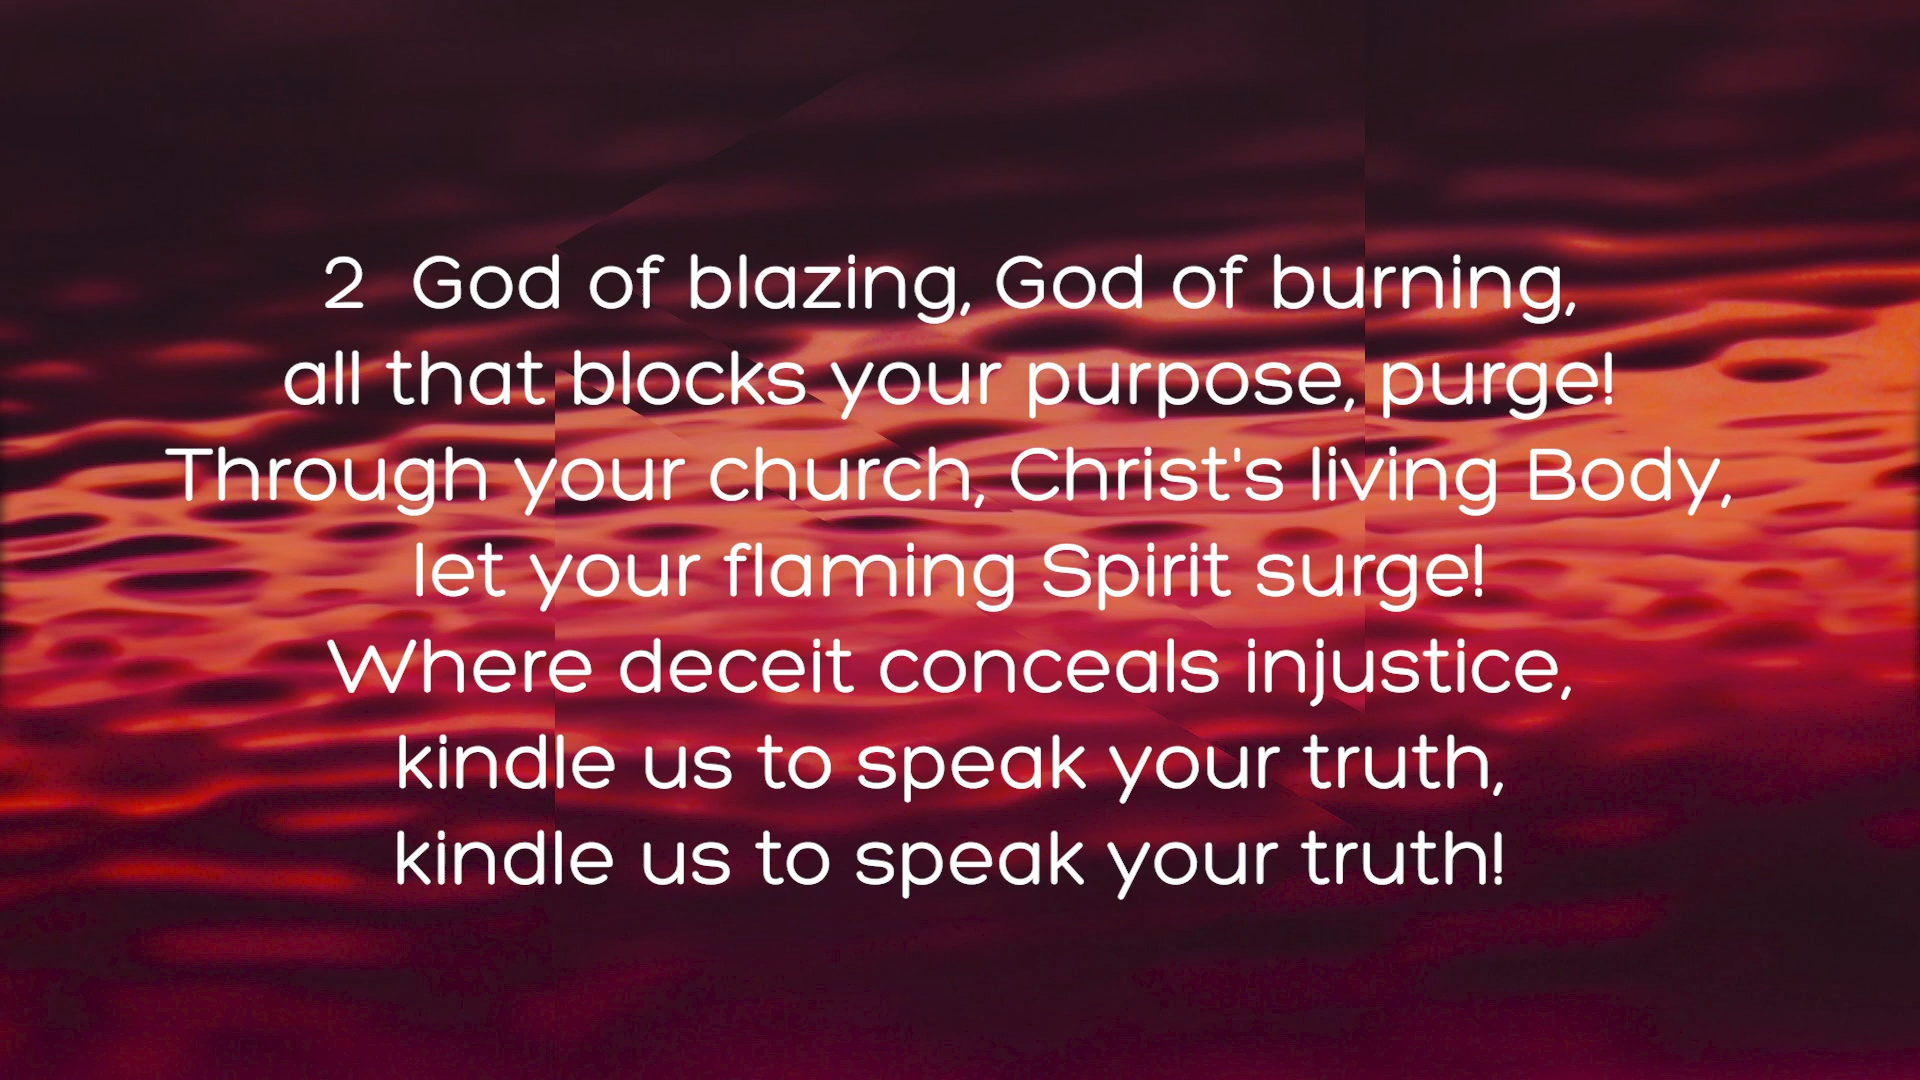 2 God of blazing, God of burning,
all that blocks your purpose, purge!
Through your church, Christ's living Body,
let your flaming Spirit surge!
Where deceit conceals injustice,
kindle us to speak your truth,
kindle us to speak your truth!